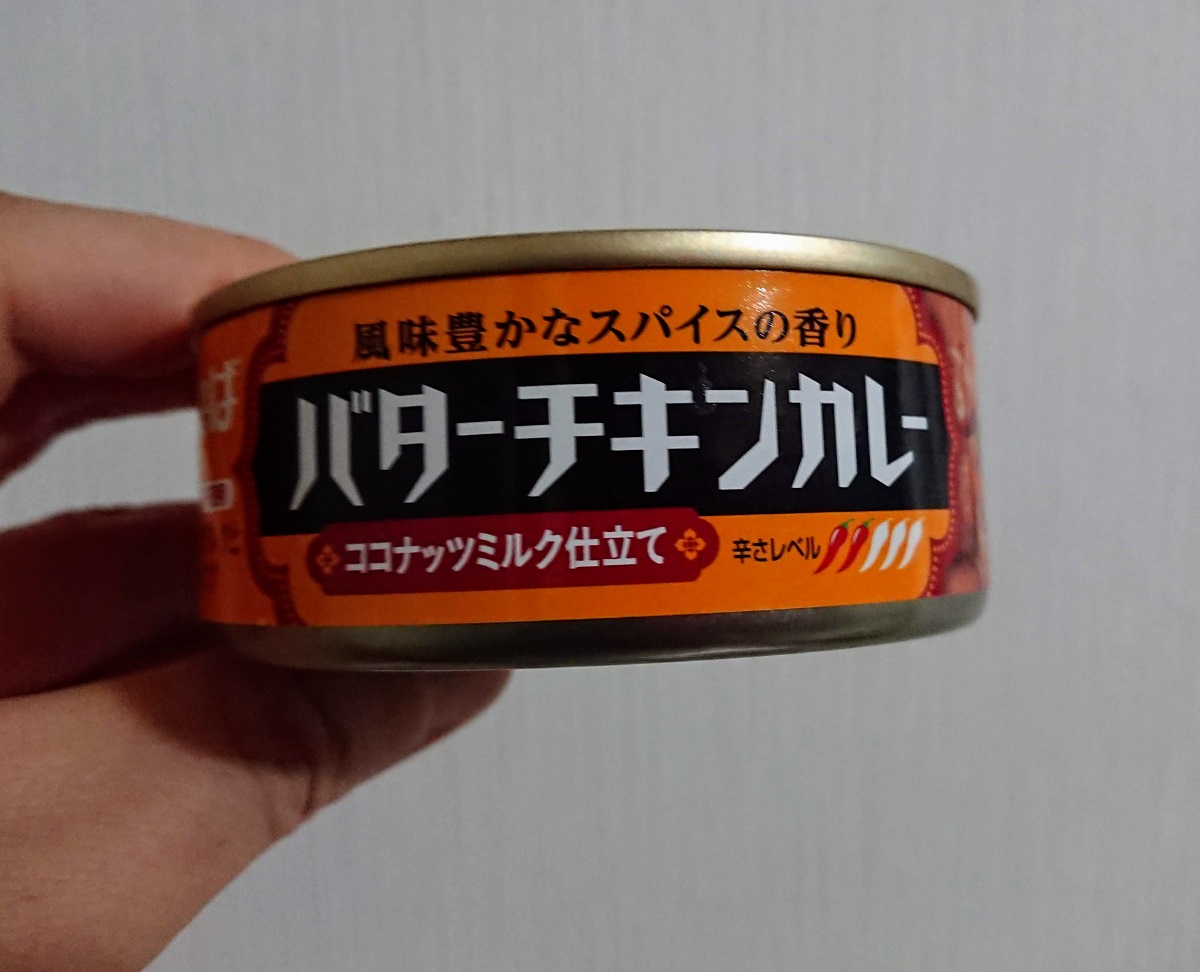 風味豊かなスパイスの香り
バターチキンカレー
ココナッツミルク仕立て
辛さレベル
ば